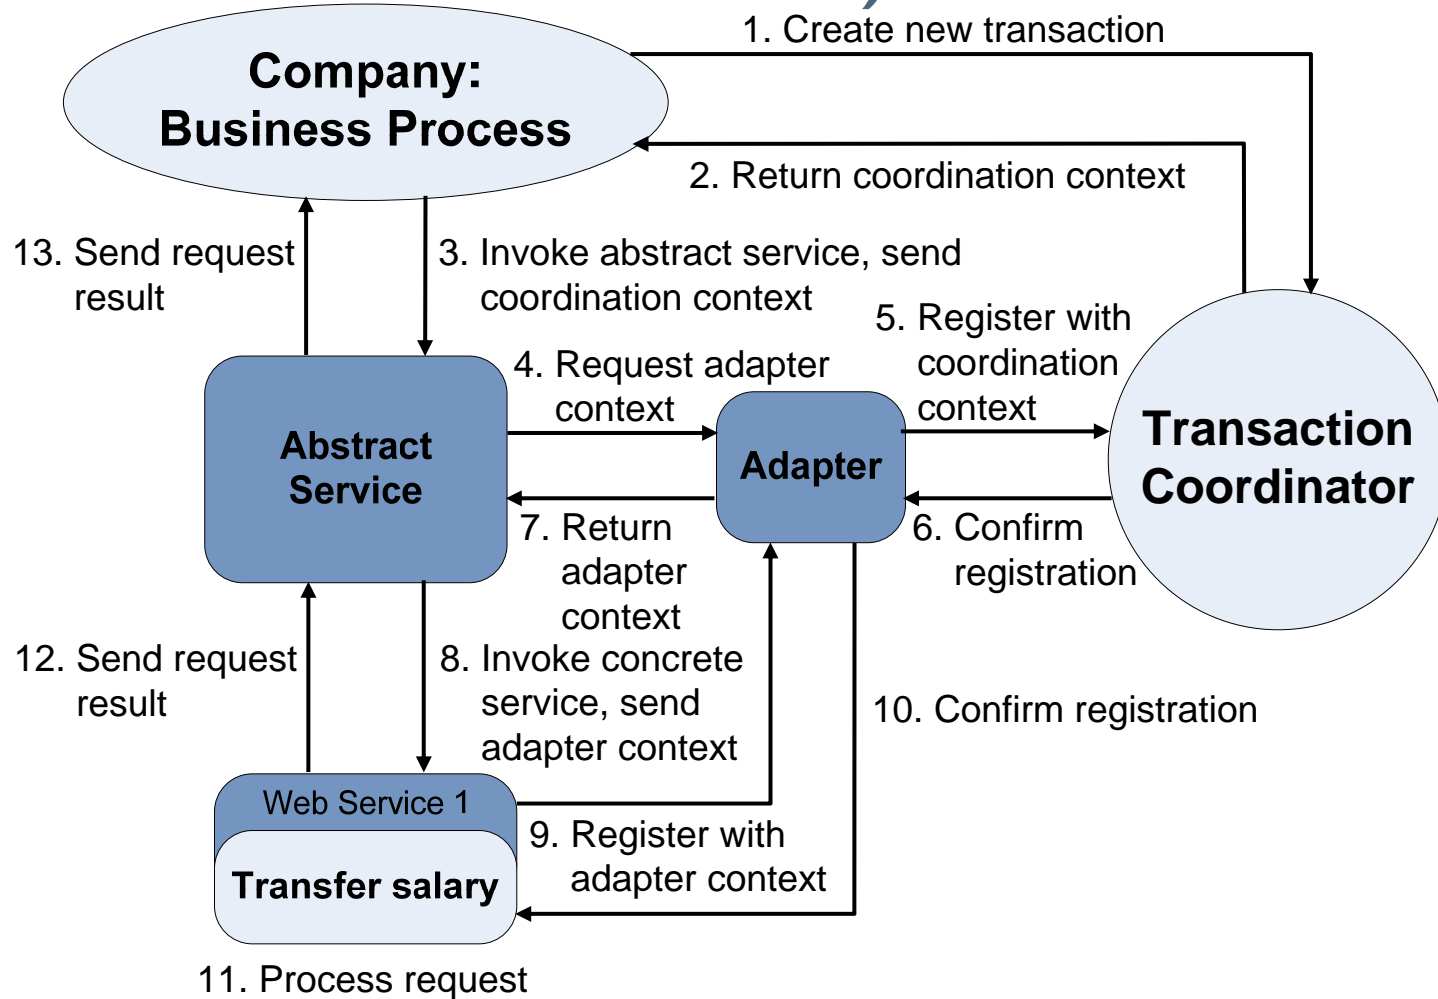 1. Create new transaction
Company:
Business Process
2. Return coordination context
13. Send request
result
3. Invoke abstract service, send
coordination context
5. Register with
coordination
context
4. Request adapter
context
Abstract
Service
Adapter
Transaction
Coordinator
7. Return
adapter
context
6. Confirm
registration
12. Send request
result
8. Invoke concrete
service, send
adapter context
10. Confirm registration
Web Service 1
Transfer salary
9. Register with
adapter context
11. Process request